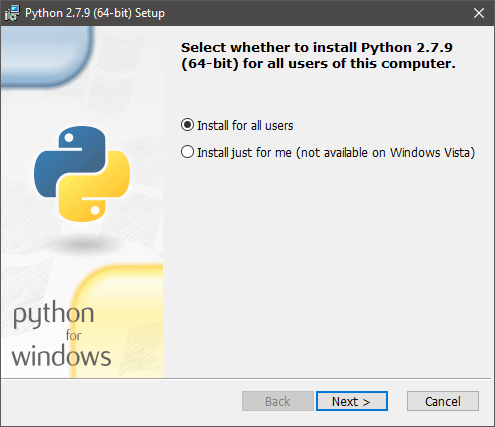 Python 2.7.9 (64-bit) Setup
Select whether to install Python 2.7.9
(64-bit) for all users of this computer.
Install for all users
Install just for me (not available on Windows Vista)
python
for
windows
Back
Next >
Cancel